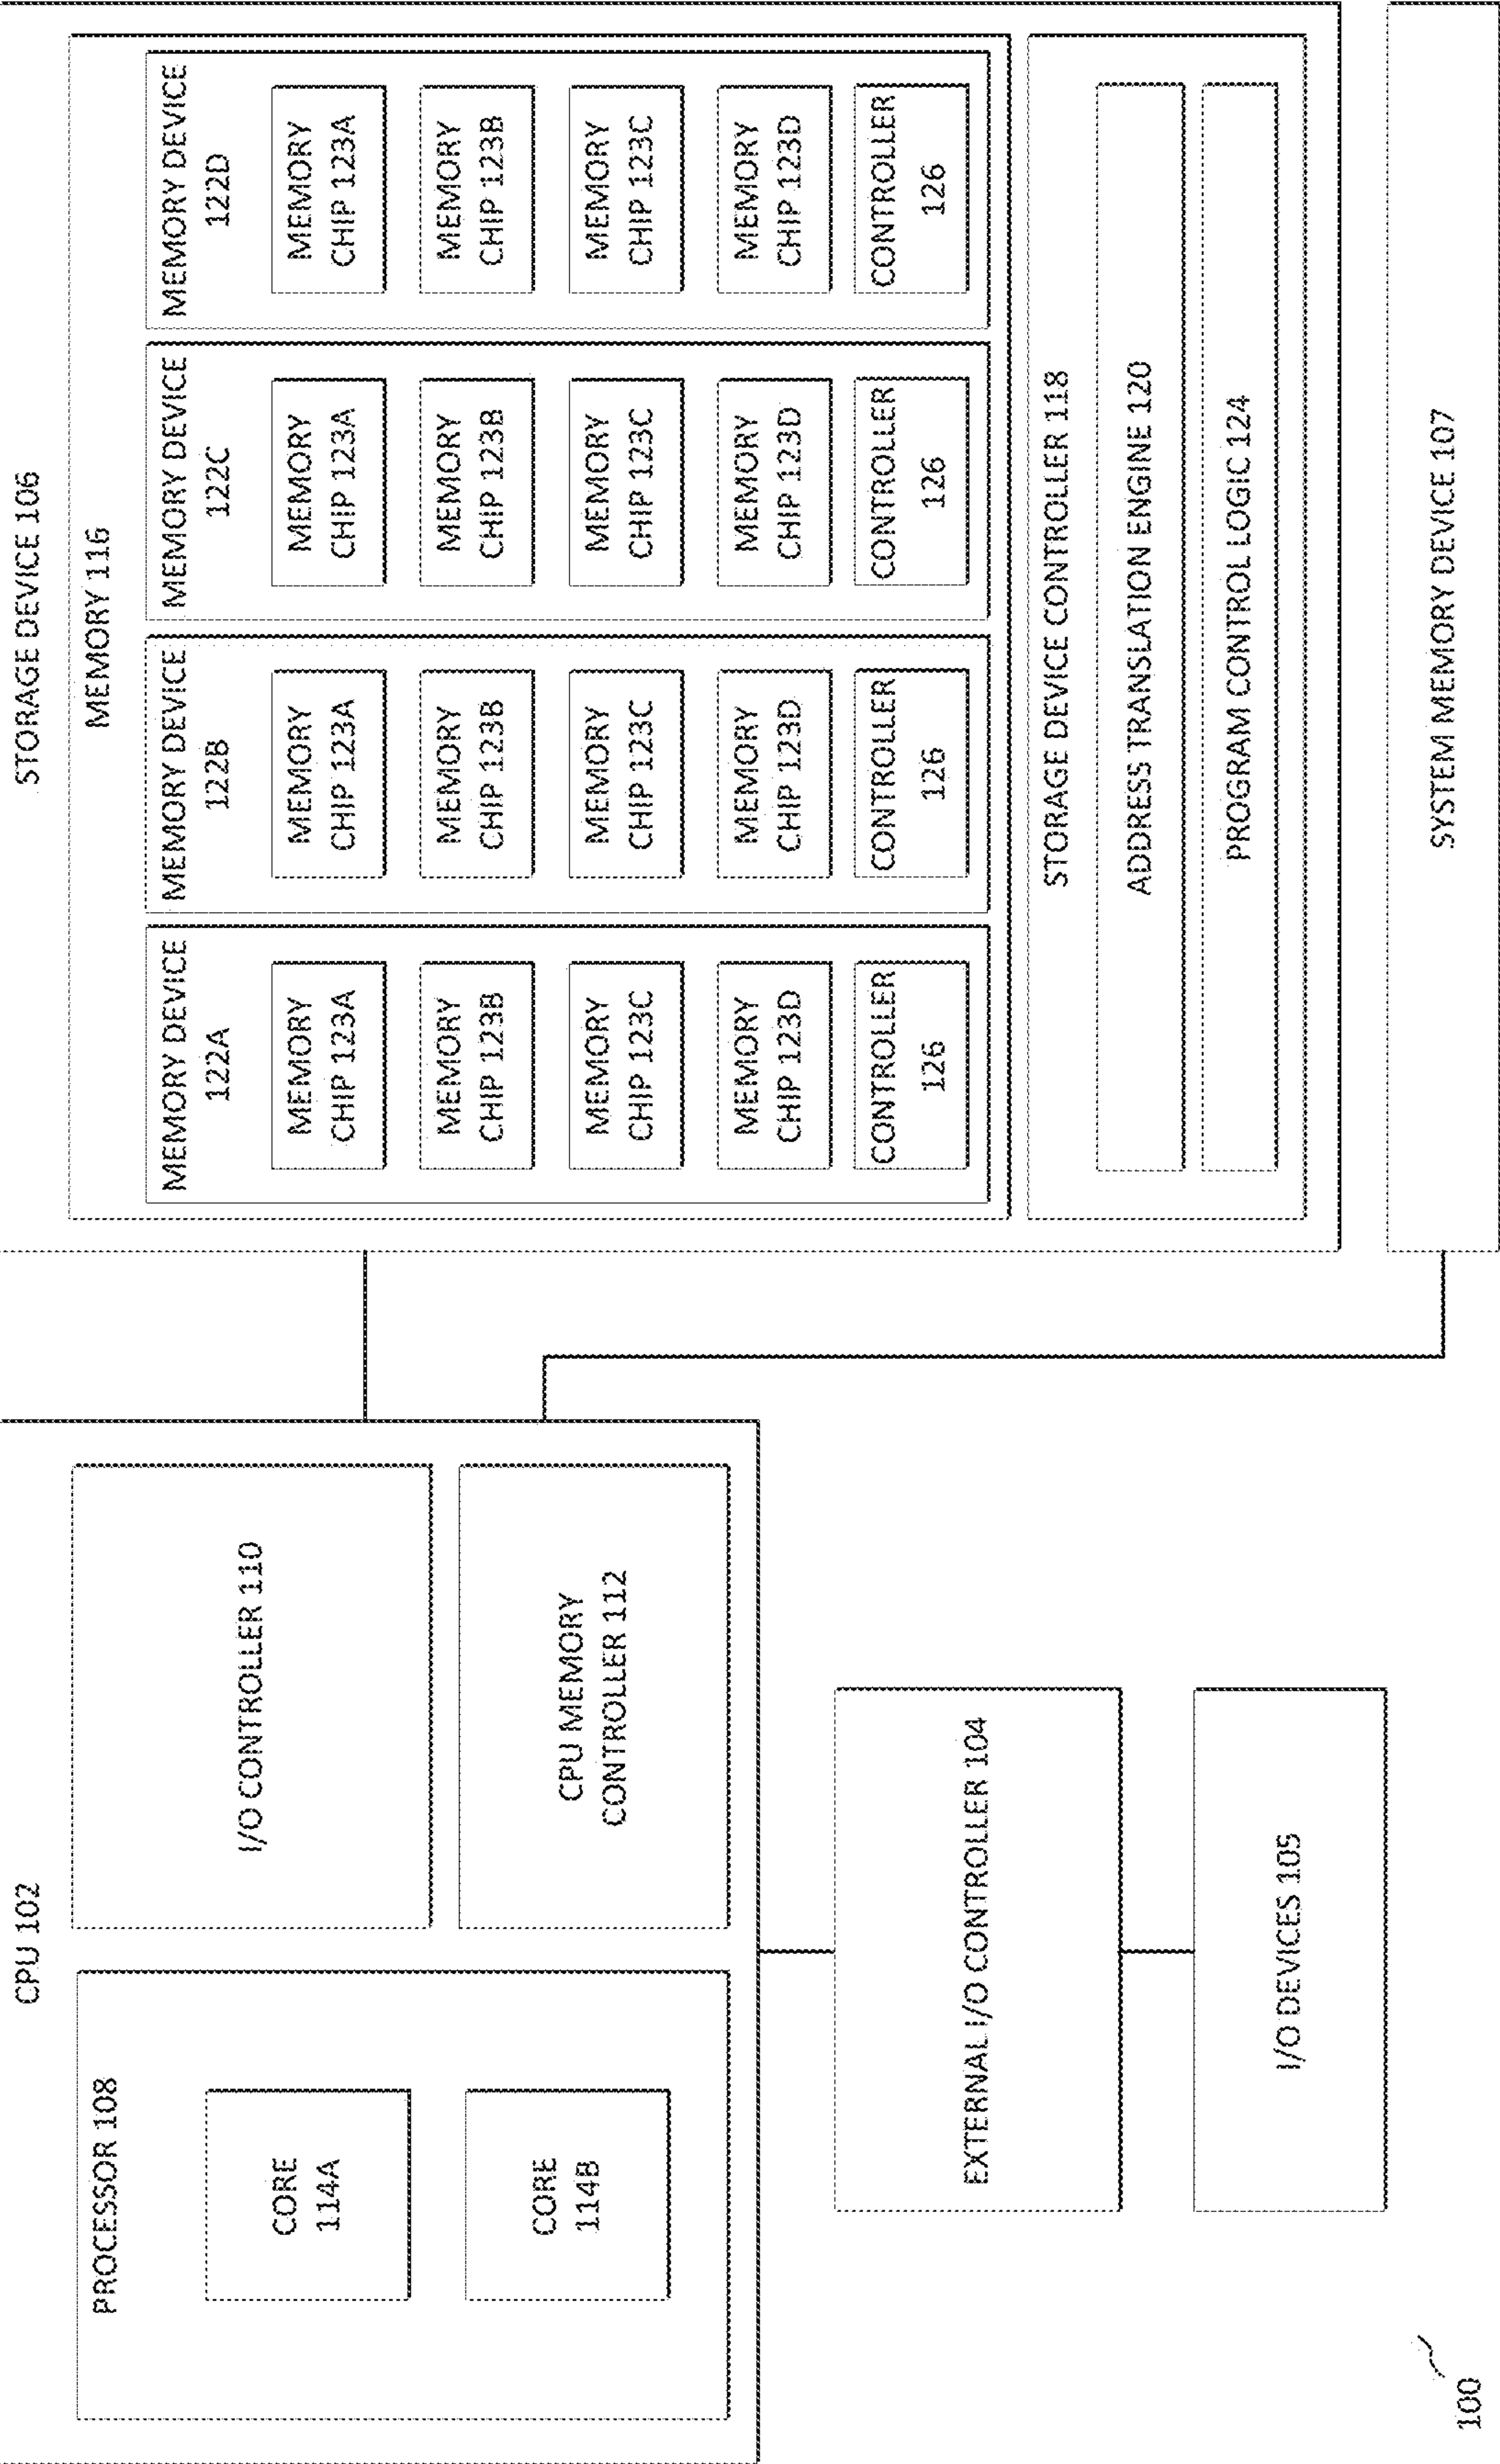 CPU 102
PROCESSOR 108
CORE
114A
CORE
114B
I/O CONTROLLER 110
CPU MEMORY
CONTROLLER 112
EXTERNAL I/O CONTROLLER 104
I/O DEVICES 105
100
STORAGE DEVICE 106
MEMORY 116
MEMORY DEVICE
122A
MEMORY
CHIP 123A
MEMORY
CHIP 123B
MEMORY
CHIP 123C
MEMORY
CHIP 123D
CONTROLLER
126
MEMORY DEVICE
122B
MEMORY
CHIP 123A
MEMORY
CHIP 123B
MEMORY
CHIP 123C
MEMORY
CHIP 123D
CONTROLLER
126
MEMORY DEVICE
122C
MEMORY
CHIP 123A
MEMORY
CHIP 123B
MEMORY
CHIP 123C
MEMORY
CHIP 123D
CONTROLLER
126
MEMORY DEVICE
122D
MEMORY
CHIP 123A
MEMORY
CHIP 123B
MEMORY
CHIP 123C
MEMORY
CHIP 123D
CONTROLLER
126
STORAGE DEVICE CONTROLLER 118
ADDRESS TRANSLATION ENGINE 120
PROGRAM CONTROL LOGIC 124
SYSTEM MEMORY DEVICE 107